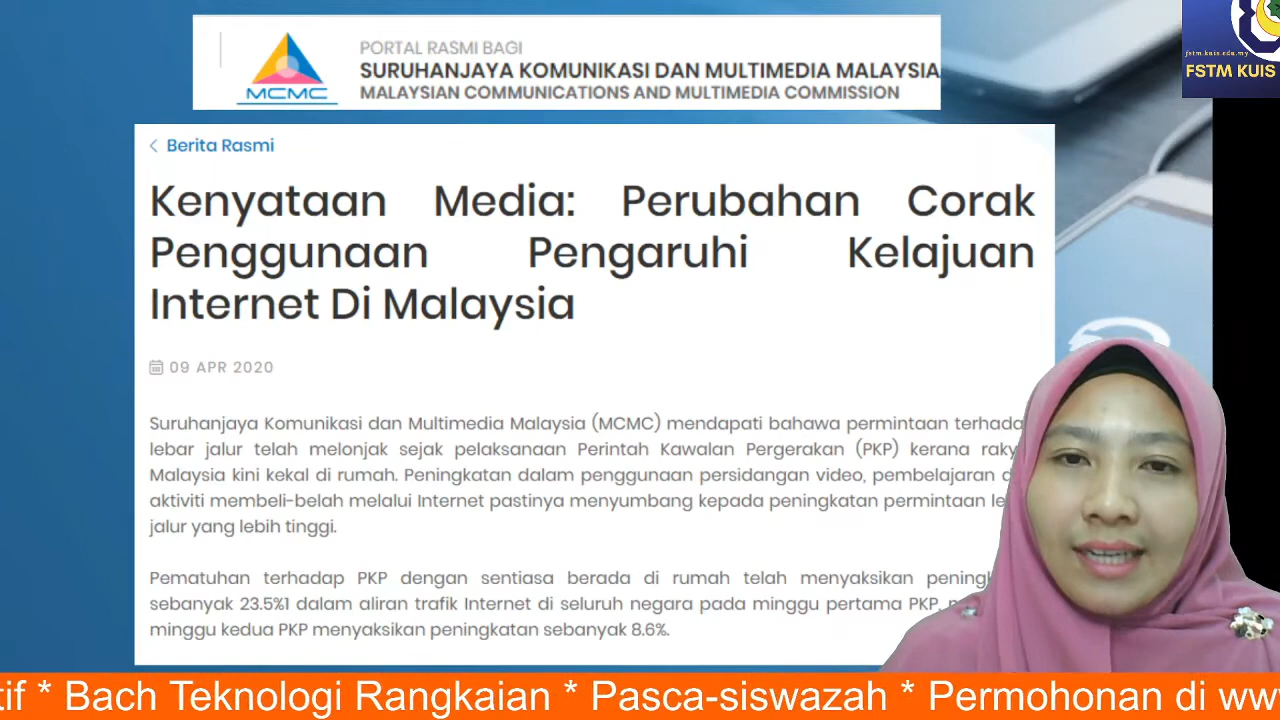 PORTAL RASMI BAGI
SURUHANJAYA KOMUNIKASI DAN MULTIMEDIA MALAYSIA
MALAYSIAN COMMUNICATIONS AND MULTIMEDIA COMMISSION
MCMC
fstm.kuis.edu.my
FSTM KUIS
Berita Rasmi
Kenyataan Media: Perubahan Corak
Penggunaan Pengaruhi Kelajuan
Internet Di Malaysia
09 APR 2020
Suruhanjaya Komunikasi dan Multimedia Malaysia (MCMC) mendapati bahawa permintaan terhada
lebar jalur telah melonjak sejak pelaksanaan Perintah Kawalan Pergerakan (PKP) kerana raky
Malaysia kini kekal di rumah. Peningkatan dalam penggunaan persidangan video, pembelajaran
aktiviti membeli-belah melalui Internet pastinya menyumbang kepada peningkatan permintaan le
jalur yang lebih tinggi.
Pematuhan terhadap PKP dengan sentiasa berada di rumah telah menyaksikan pening
sebanyak 23.5%1 dalam aliran trafik Internet di seluruh negara pada minggu pertama PKP,
minggu kedua PKP menyaksikan peningkatan sebanyak 8.6%.
tif * Bach Teknologi Rangkaian * Pasca-siswazah * Permohonan di www